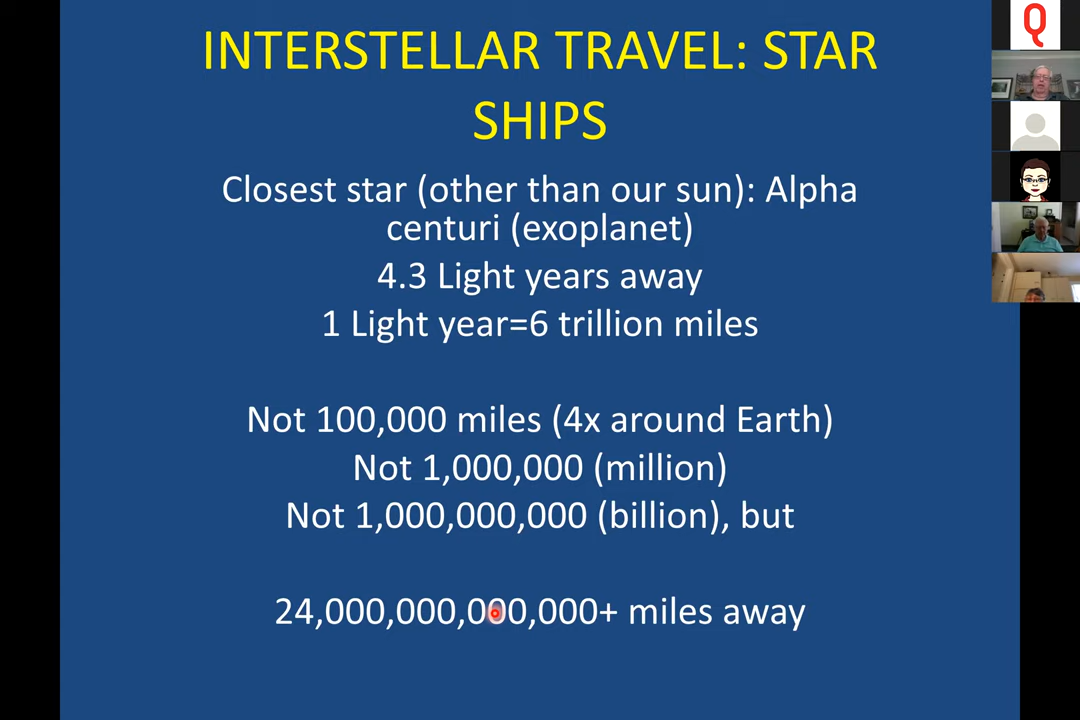 INTERSTELLAR TRAVEL: STAR
SHIPS
Closest star (other than our sun): Alpha
centuri (exoplanet)
4.3 Light years away
1 Light year=6 trillion miles
Not 100,000 miles (4x around Earth)
Not 1,000,000 (million)
Not 1,000,000,000 (billion), but
24,000,000,000,000+ miles away
Q